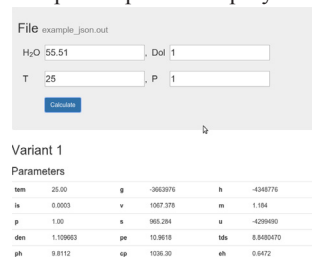 File example_json.out
H₂O 55.51 , Dol 1
T 25 , P 1
Calculate
Variant 1
Parameters
tem 25.00 g -3663976 h -4348776
is 0.0003 v 1067.378 m 1.184
p 1.00 s 965.284 u -4299490
den 1.109663 pe 10.9618 tds 8.8480470
ph 9.8112 cp 1036.30 eh 0.6472